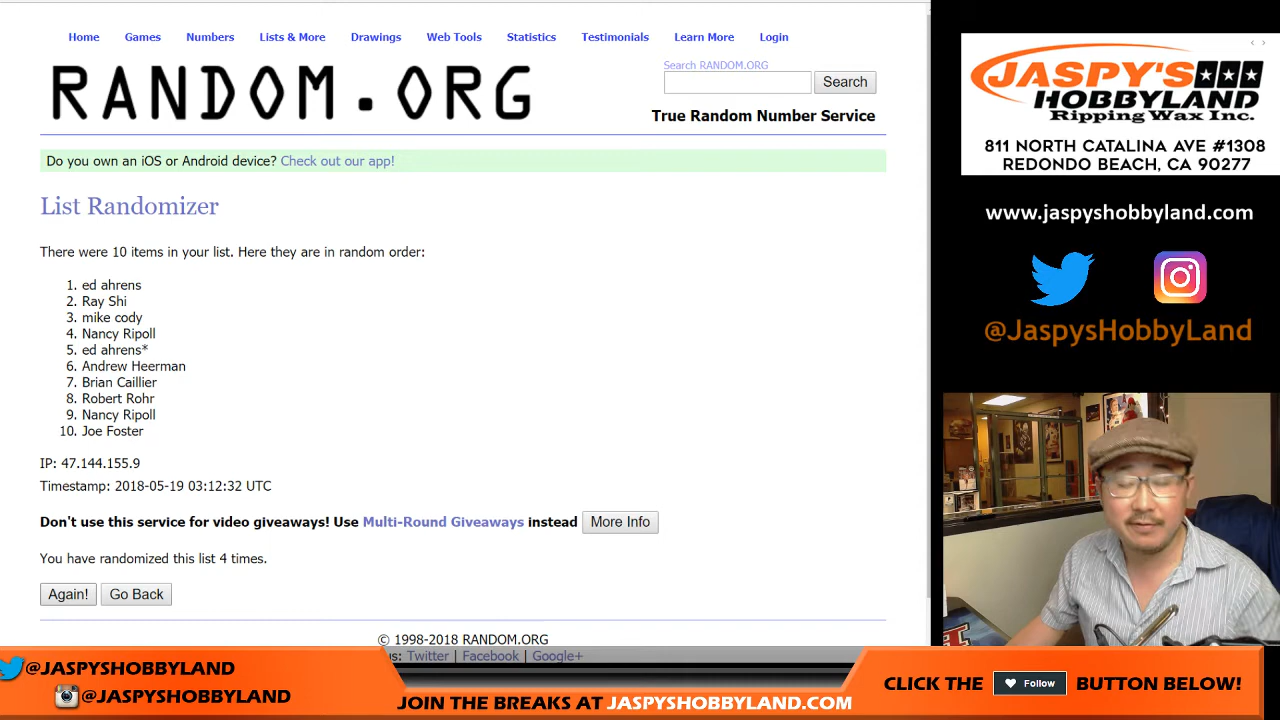 Home Games Numbers Lists & More Drawings Web Tools Statistics Testimonials Learn More Login
RANDOM.ORG
Search RANDOM.ORG
Search
True Random Number Service
Do you own an iOS or Android device? Check out our app!
List Randomizer
There were 10 items in your list. Here they are in random order:
1. ed ahrens
2. Ray Shi
3. mike cody
4. Nancy Ripoll
5. ed ahrens*
6. Andrew Heerman
7. Brian Caillier
8. Robert Rohr
9. Nancy Ripoll
10. Joe Foster
IP: 47.144.155.9
Timestamp: 2018-05-19 03:12:32 UTC
Don't use this service for video giveaways! Use Multi-Round Giveaways instead More Info
You have randomized this list 4 times.
Again! Go Back
© 1998-2018 RANDOM.ORG
us: Twitter | Facebook | Google+
JASPY'S
HOBBYLAND
Ripping Wax Inc.
811 NORTH CATALINA AVE #1308
REDONDO BEACH, CA 90277
www.jaspyshobbyland.com
@JaspysHobbyLand
@JASPYSHOBBYLAND
@JASPYSHOBBYLAND
JOIN THE BREAKS AT JASPYSHOBBYLAND.COM
CLICK THE Follow BUTTON BELOW!